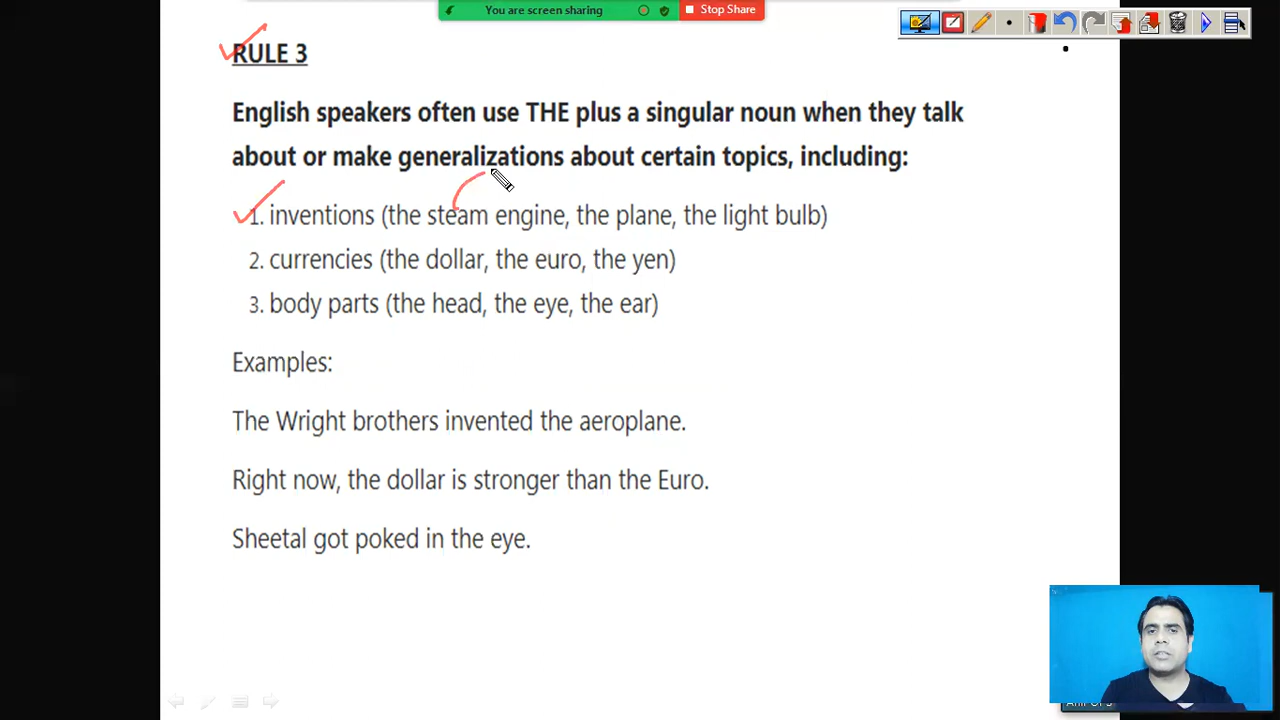 You are screen sharing
Stop Share
RULE 3
English speakers often use THE plus a singular noun when they talk
about or make generalizations about certain topics, including:
1. inventions (the steam engine, the plane, the light bulb)
2. currencies (the dollar, the euro, the yen)
3. body parts (the head, the eye, the ear)
Examples:
The Wright brothers invented the aeroplane.
Right now, the dollar is stronger than the Euro.
Sheetal got poked in the eye.